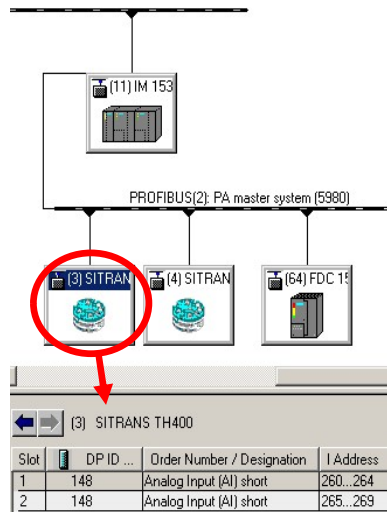 (11) IM 153
PROFIBUS(2): PA master system (5980)
(3) SITRAN
(4) SITRAN
(64) FDC 15
(3) SITRANS TH400
Slot DP ID ... Order Number / Designation I Address
1 148 Analog Input (AI) short 260...264
2 148 Analog Input (AI) short 265...269